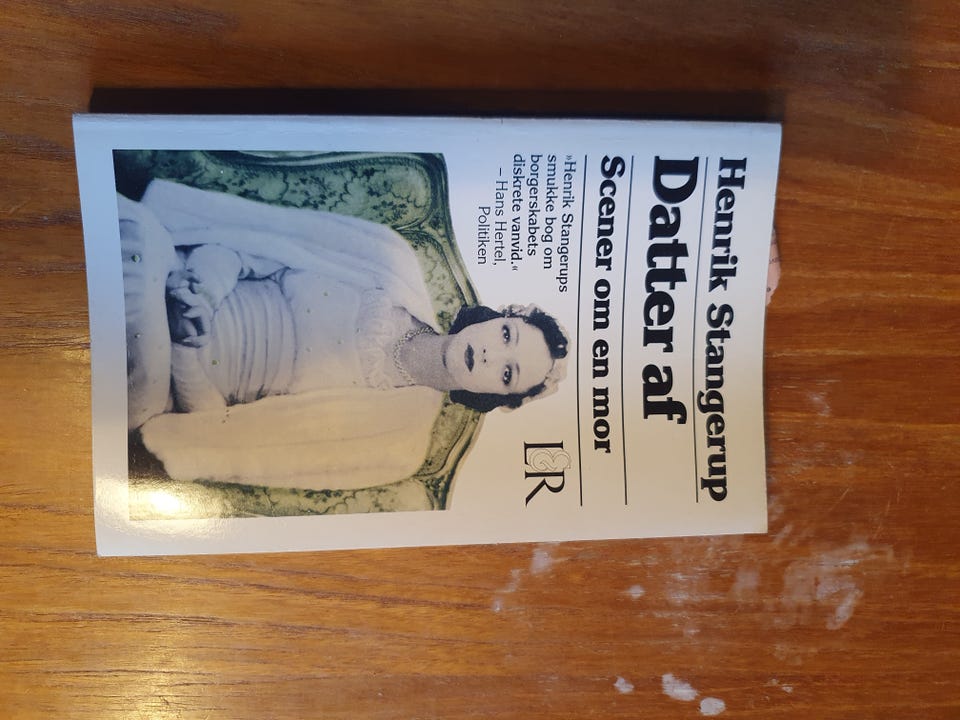 Henrik Stangerup
Datter af
Scener om en mor
»Henrik Stangerups
smukke bog om
borgerskabets
diskrete vanvid.«
– Hans Hertel,
Politiken
L&R